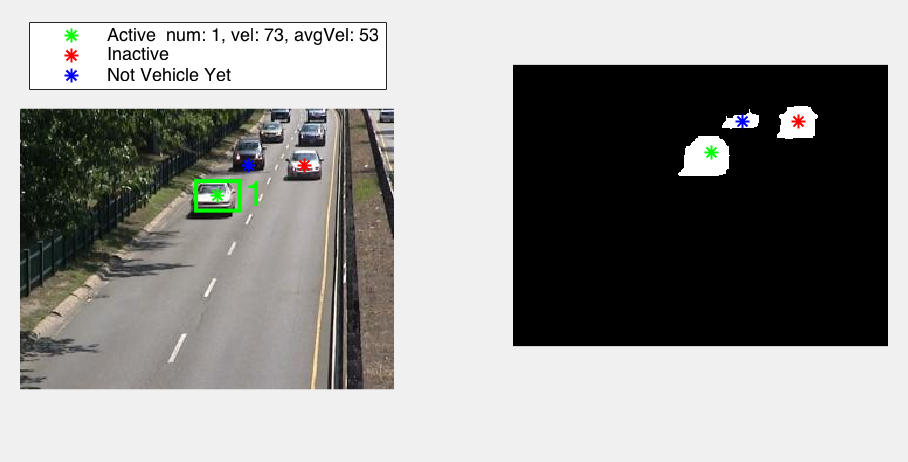 Active  num: 1, vel: 73, avgVel: 53
Inactive
Not Vehicle Yet
1